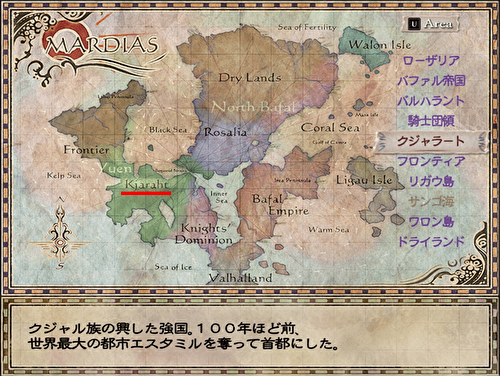 MARDIAS
Sea of Fertility
U Area
Walon Isle
Dry Lands
North Bafal
Black Sea
Rosalia
Coral Sea
Frontier
Kelp Sea
Kjaraht
Inner Sea
Ligau Isle
Bafal Empire
Knights Dominion
Warm Sea
Sea of Ice
Valhalland
ローザリア
バファル帝国
バルハラント
騎士団領
クジャラート
フロンティア
リガウ島
サンゴ海
ワロン島
ドライランド
クジャル族の興した強国。１００年ほど前、
世界最大の都市エスタミルを奪って首都にした。